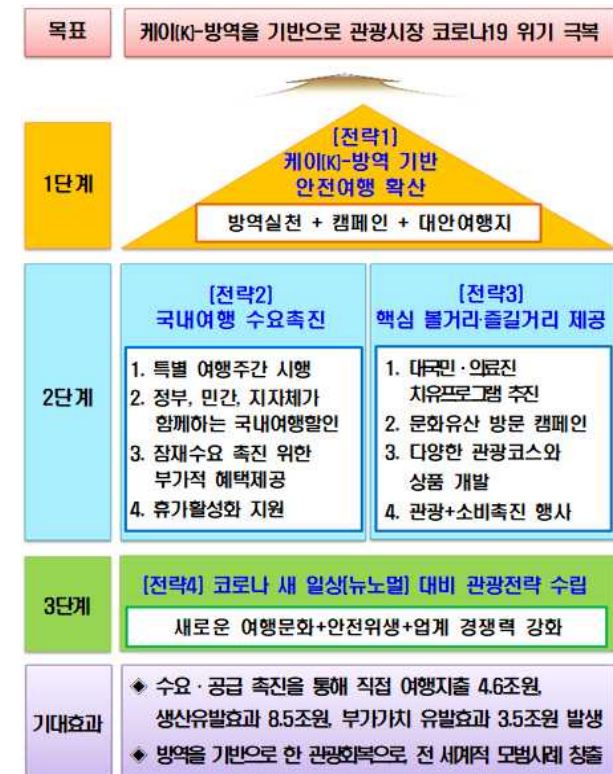 목표
케이[K]-방역을 기반으로 관광시장 코로나19 위기 극복
1단계
[전략1]
케이[K]-방역 기반
안전여행 확산
방역실천 + 캠페인 + 대안여행지
2단계
[전략2]
국내여행 수요촉진
1. 특별 여행주간 시행
2. 정부, 민간, 지자체가
함께하는 국내여행할인
3. 잠재수요 촉진 위한
부가적 혜택제공
4. 휴가활성화 지원
[전략3]
핵심 볼거리·즐길거리 제공
1. 대국민·의료진
치유프로그램 추진
2. 문화유산 방문 캠페인
3. 다양한 관광코스와
상품 개발
4. 관광+소비촉진 행사
3단계
[전략4] 코로나 새 일상[뉴노멀] 대비 관광전략 수립
새로운 여행문화+안전위생+업계 경쟁력 강화
기대효과
◈ 수요·공급 촉진을 통해 직접 여행지출 4.6조원,
생산유발효과 8.5조원, 부가가치 유발효과 3.5조원 발생
◈ 방역을 기반으로 한 관광회복으로, 전 세계적 모범사례 창출